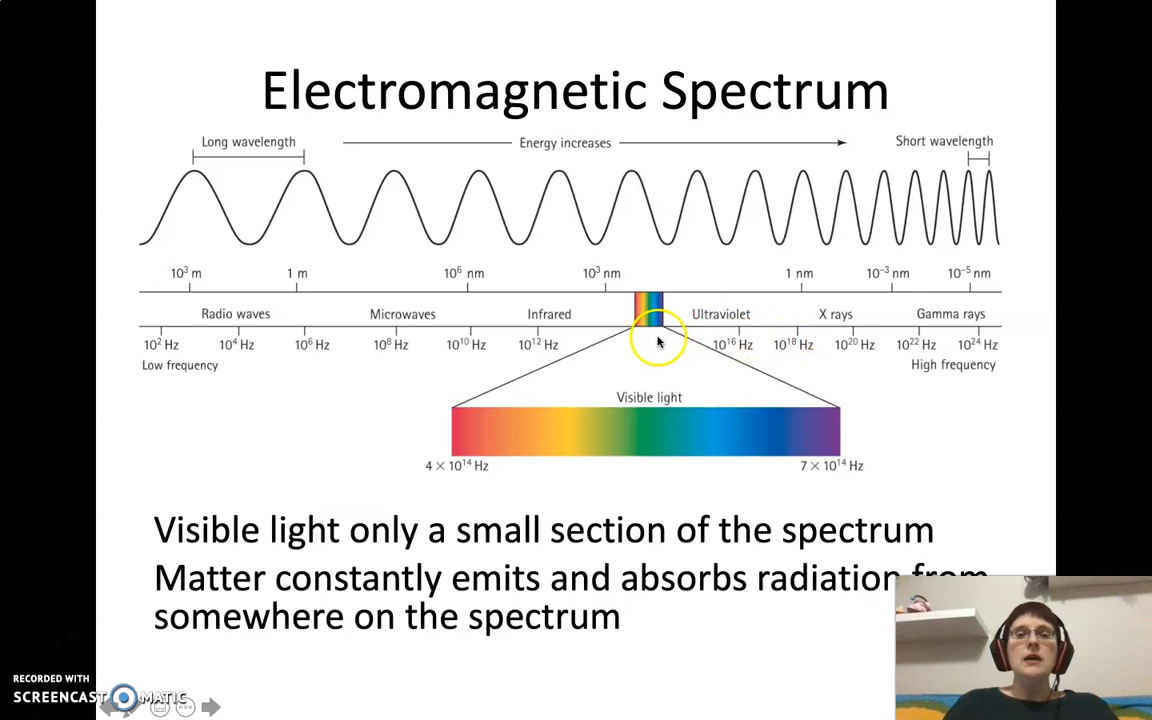 Electromagnetic Spectrum
Long wavelength Energy increases Short wavelength
10³ m 1 m 10⁶ nm 10³ nm 1 nm 10⁻³ nm 10⁻⁵ nm
Radio waves Microwaves Infrared Ultraviolet X rays Gamma rays
10² Hz 10⁴ Hz 10⁶ Hz 10⁸ Hz 10¹⁰ Hz 10¹² Hz 10¹⁶ Hz 10¹⁸ Hz 10²⁰ Hz 10²² Hz 10²⁴ Hz
Low frequency High frequency
Visible light
4 × 10¹⁴ Hz 7 × 10¹⁴ Hz
Visible light only a small section of the spectrum
Matter constantly emits and absorbs radiation from
somewhere on the spectrum
RECORDED WITH
SCREENCAST MATIC